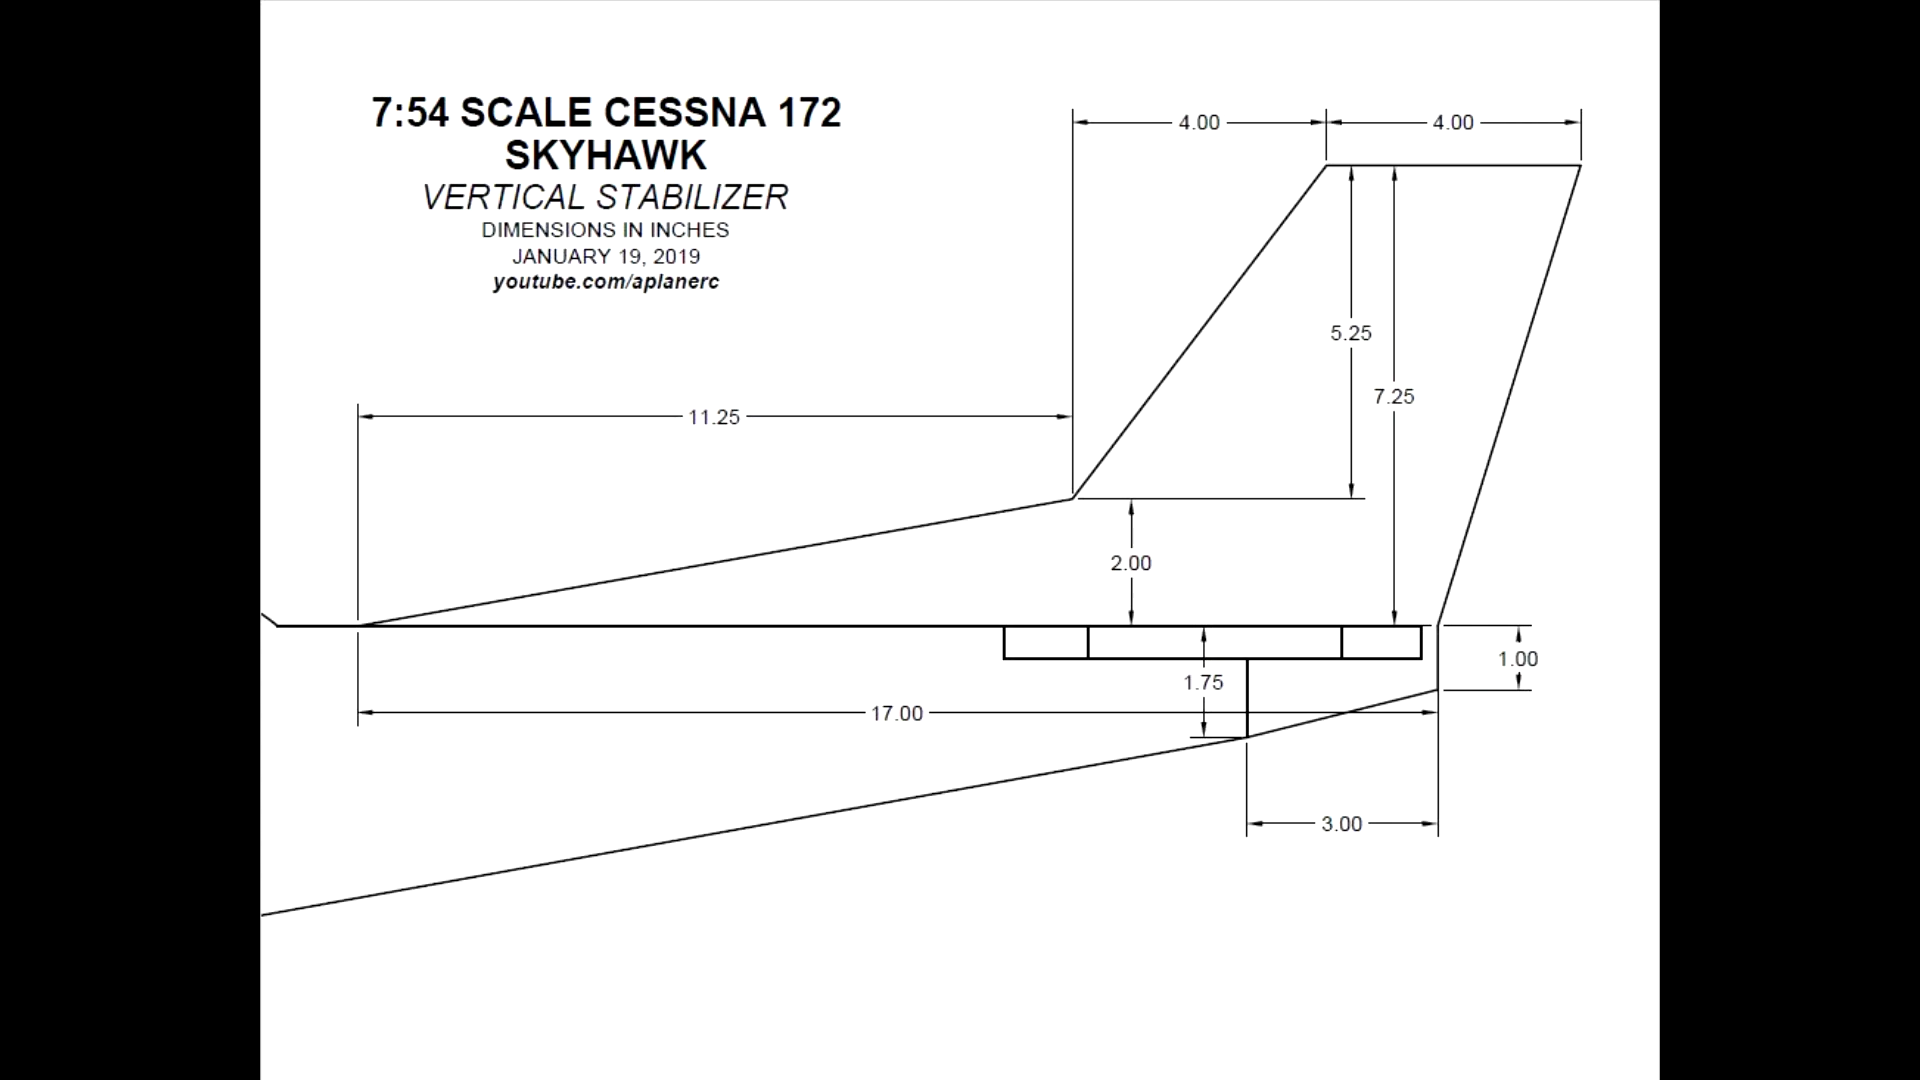 7:54 SCALE CESSNA 172
SKYHAWK
VERTICAL STABILIZER
DIMENSIONS IN INCHES
JANUARY 19, 2019
youtube.com/aplanerc
4.00
4.00
5.25
7.25
11.25
2.00
1.00
1.75
17.00
3.00